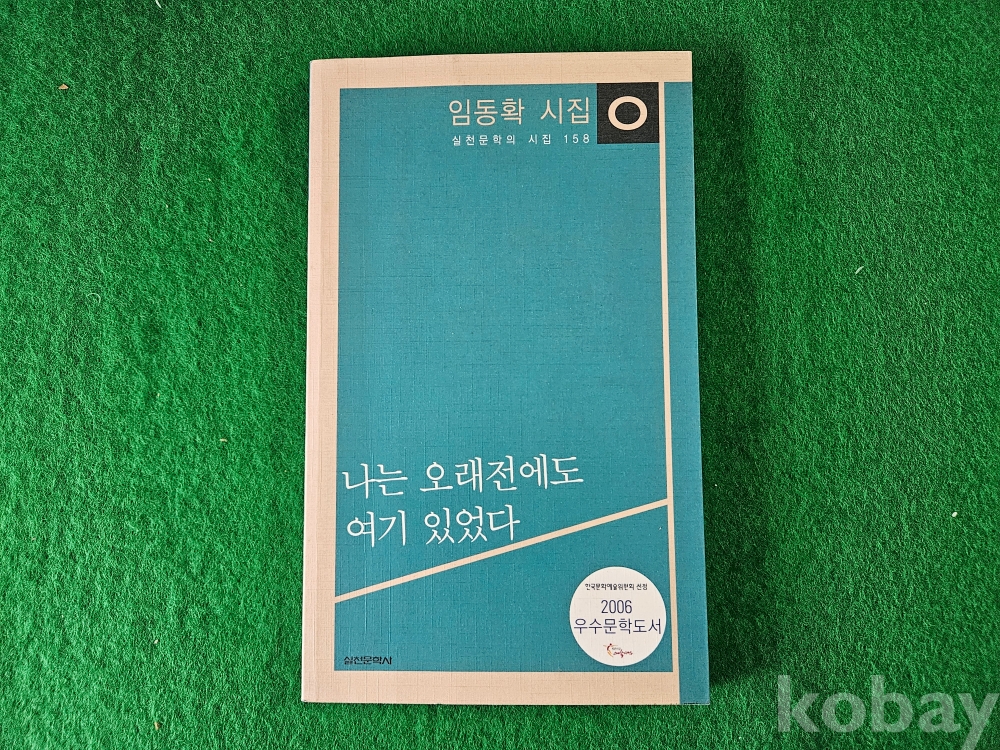 임동확 시집
실천문학의 시집 158
나는 오래전에도
여기 있었다
한국문화예술위원회 선정
2006
우수문학도서
실천문학사
kobay